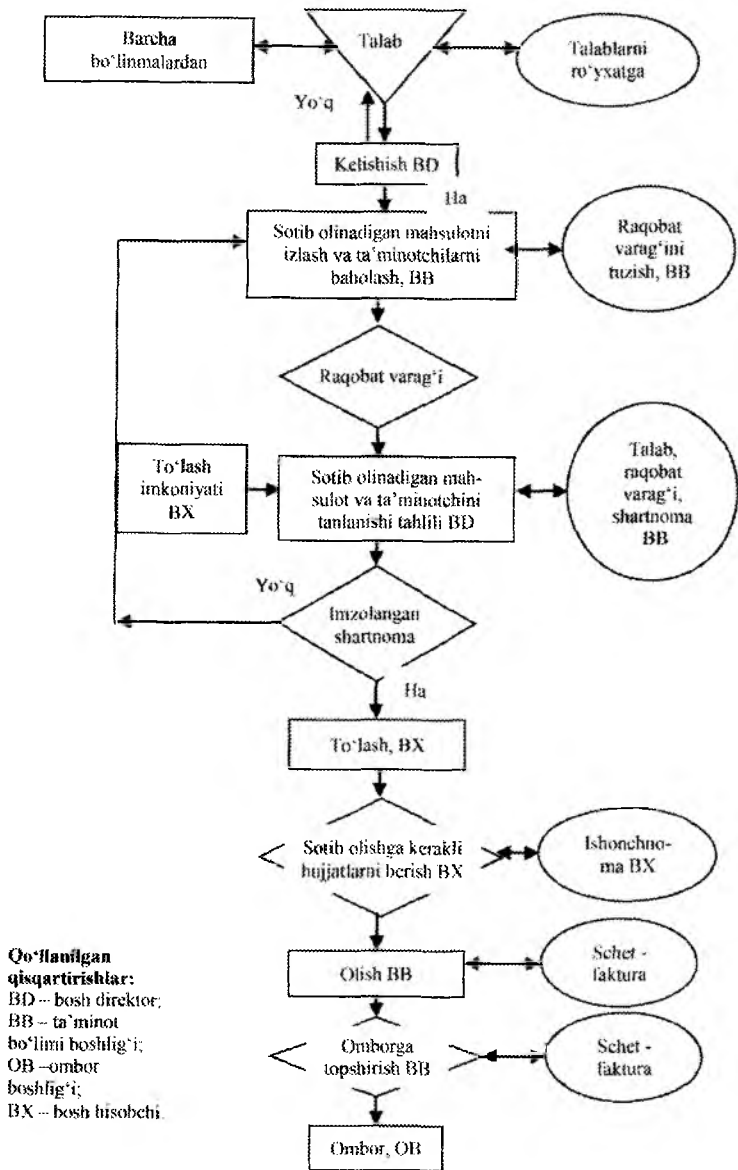 Barcha
bo‘linmalardan
Talab
Talablarni
ro‘yxatga
Yo‘q
Kelishish BD
Ha
Sotib olinadigan mahsulotni
izlash va ta’minotchilarni
baholash, BB
Raqobat
varag‘ini
tuzish, BB
Raqobat varag‘i
To‘lash
imkoniyati
BX
Sotib olinadigan mah-
sulot va ta’minotchini
tanlanishi tahlili BD
Talab,
raqobat
varag‘i,
shartnoma
BB
Yo‘q
Imzolangan
shartnoma
Ha
To‘lash, BX
Sotib olishga kerakli
hujjatlarni berish BX
Ishonchno-
ma BX
Olish BB
Schet -
faktura
Omborga
topshirish BB
Schet -
faktura
Ombor, OB
Qo‘llanilgan
qisqartirishlar:
BD – bosh direktor;
BB – ta’minot
bo‘limi boshlig‘i;
OB –ombor
boshlig‘i;
BX – bosh hisobchi.